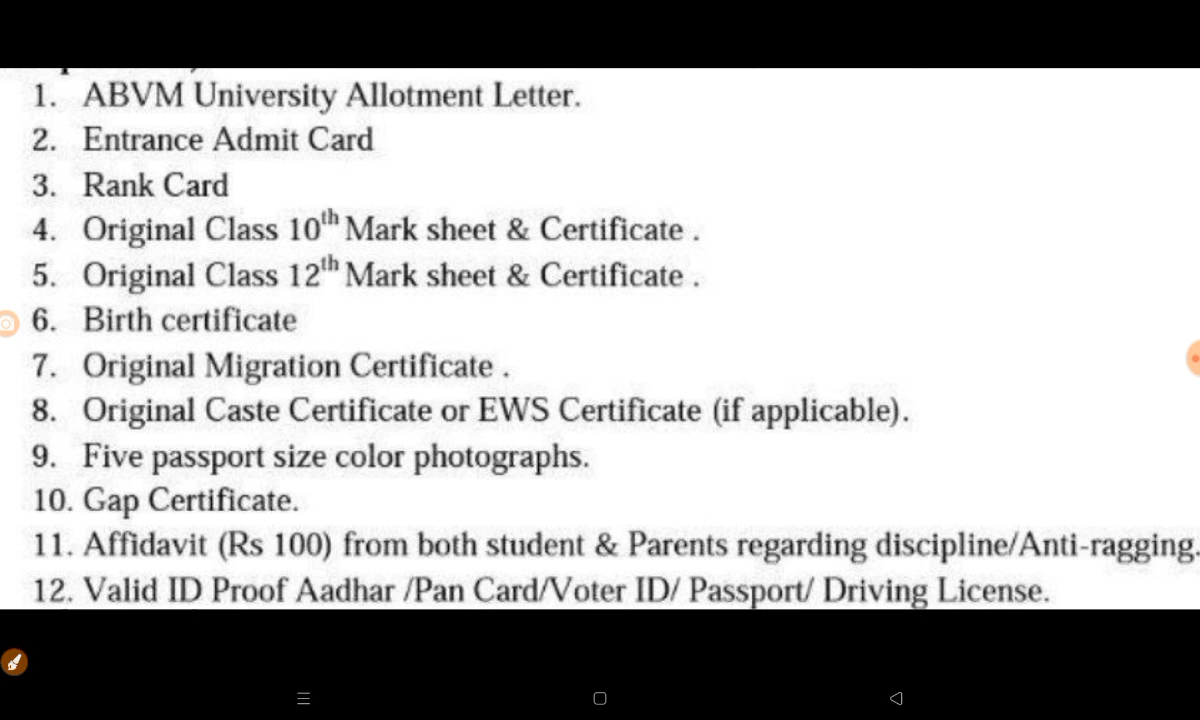 1. ABVM University Allotment Letter.
2. Entrance Admit Card
3. Rank Card
4. Original Class 10th Mark sheet & Certificate .
5. Original Class 12th Mark sheet & Certificate .
6. Birth certificate
7. Original Migration Certificate .
8. Original Caste Certificate or EWS Certificate (if applicable).
9. Five passport size color photographs.
10. Gap Certificate.
11. Affidavit (Rs 100) from both student & Parents regarding discipline/Anti-ragging.
12. Valid ID Proof Aadhar /Pan Card/Voter ID/ Passport/ Driving License.